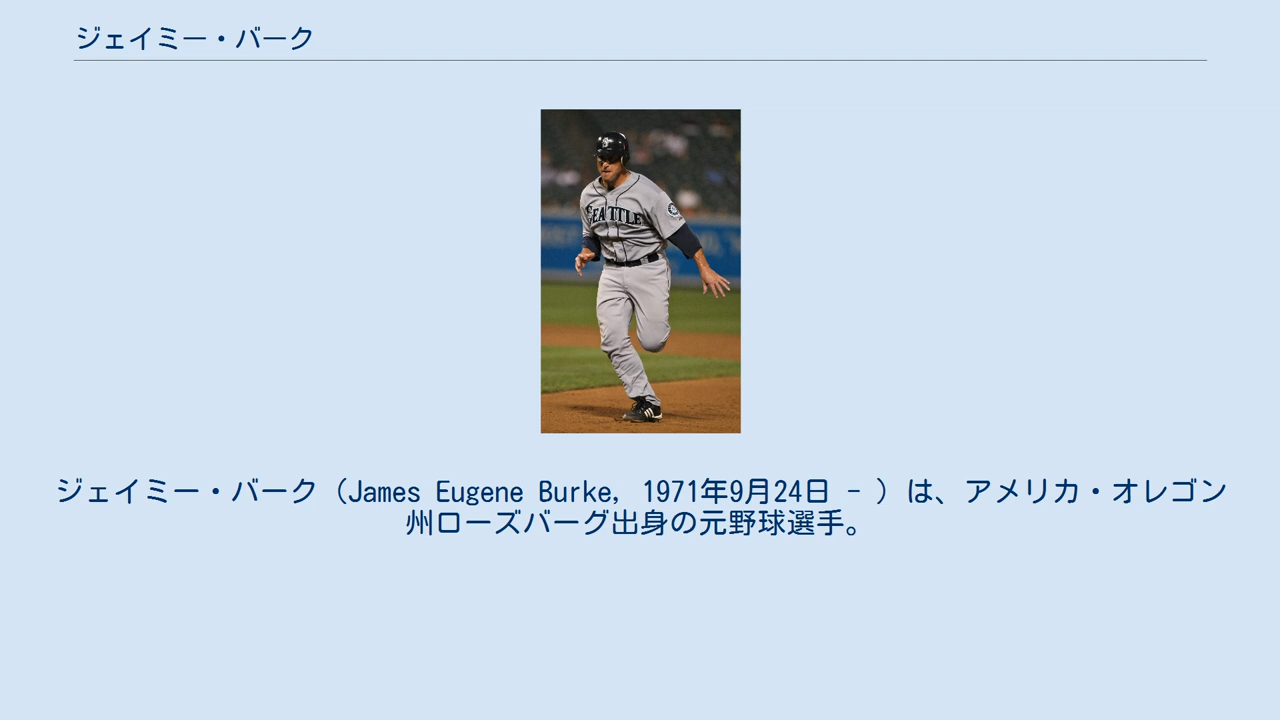 ジェイミー・バーク
SEATTLE
ジェイミー・バーク（James Eugene Burke, 1971年9月24日 - ）は、アメリカ・オレゴン
州ローズバーグ出身の元野球選手。